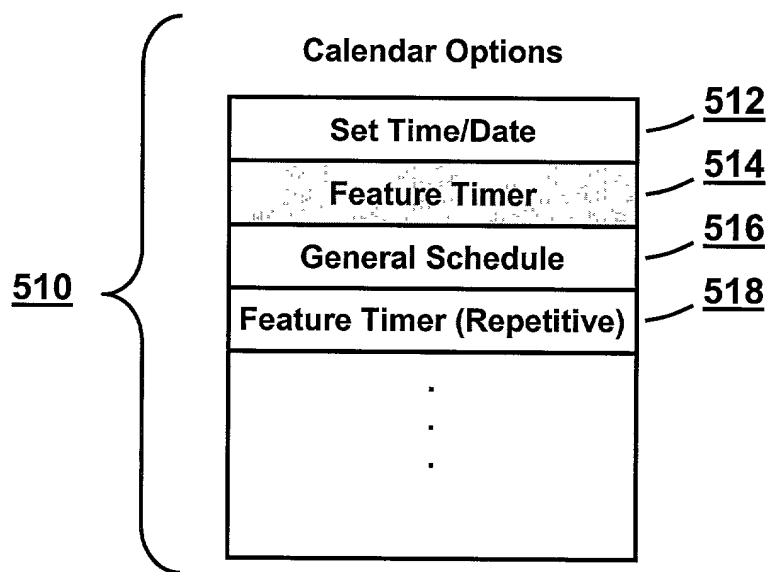 Calendar Options
Set Time/Date 512
Feature Timer 514
General Schedule 516
510
Feature Timer (Repetitive) 518
.
.
.